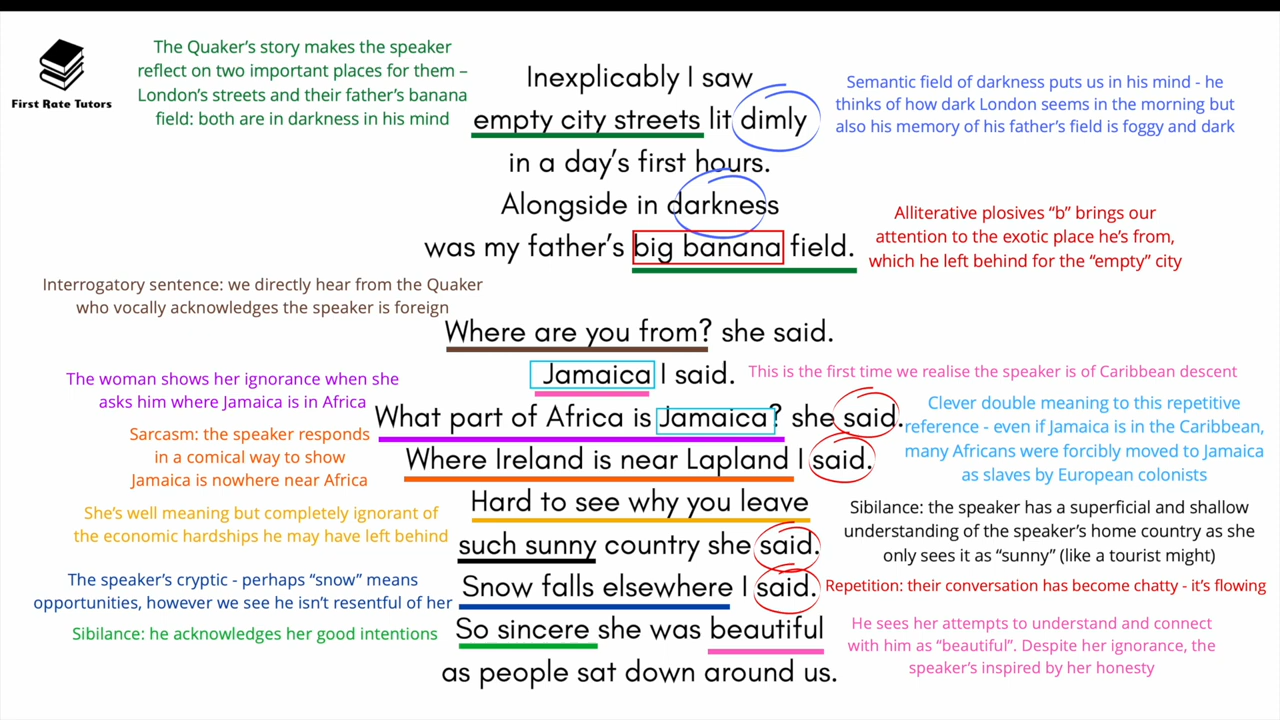 First Rate Tutors
The Quaker's story makes the speaker
reflect on two important places for them –
London's streets and their father's banana
field: both are in darkness in his mind
Inexplicably I saw
empty city streets lit dimly
in a day's first hours.
Alongside in darkness
was my father's big banana field.
Semantic field of darkness puts us in his mind - he
thinks of how dark London seems in the morning but
also his memory of his father's field is foggy and dark
Alliterative plosives "b" brings our
attention to the exotic place he's from,
which he left behind for the "empty" city
Interrogatory sentence: we directly hear from the Quaker
who vocally acknowledges the speaker is foreign
Where are you from? she said.
Jamaica I said.
This is the first time we realise the speaker is of Caribbean descent
The woman shows her ignorance when she
asks him where Jamaica is in Africa
What part of Africa is Jamaica? she said.
Clever double meaning to this repetitive
reference - even if Jamaica is in the Caribbean,
many Africans were forcibly moved to Jamaica
as slaves by European colonists
Sarcasm: the speaker responds
in a comical way to show
Jamaica is nowhere near Africa
Where Ireland is near Lapland I said.
She's well meaning but completely ignorant of
the economic hardships he may have left behind
Hard to see why you leave
such sunny country she said.
Sibilance: the speaker has a superficial and shallow
understanding of the speaker's home country as she
only sees it as "sunny" (like a tourist might)
The speaker's cryptic - perhaps "snow" means
opportunities, however we see he isn't resentful of her
Snow falls elsewhere I said.
Repetition: their conversation has become chatty - it's flowing
Sibilance: he acknowledges her good intentions
So sincere she was beautiful
as people sat down around us.
He sees her attempts to understand and connect
with him as "beautiful". Despite her ignorance, the
speaker's inspired by her honesty